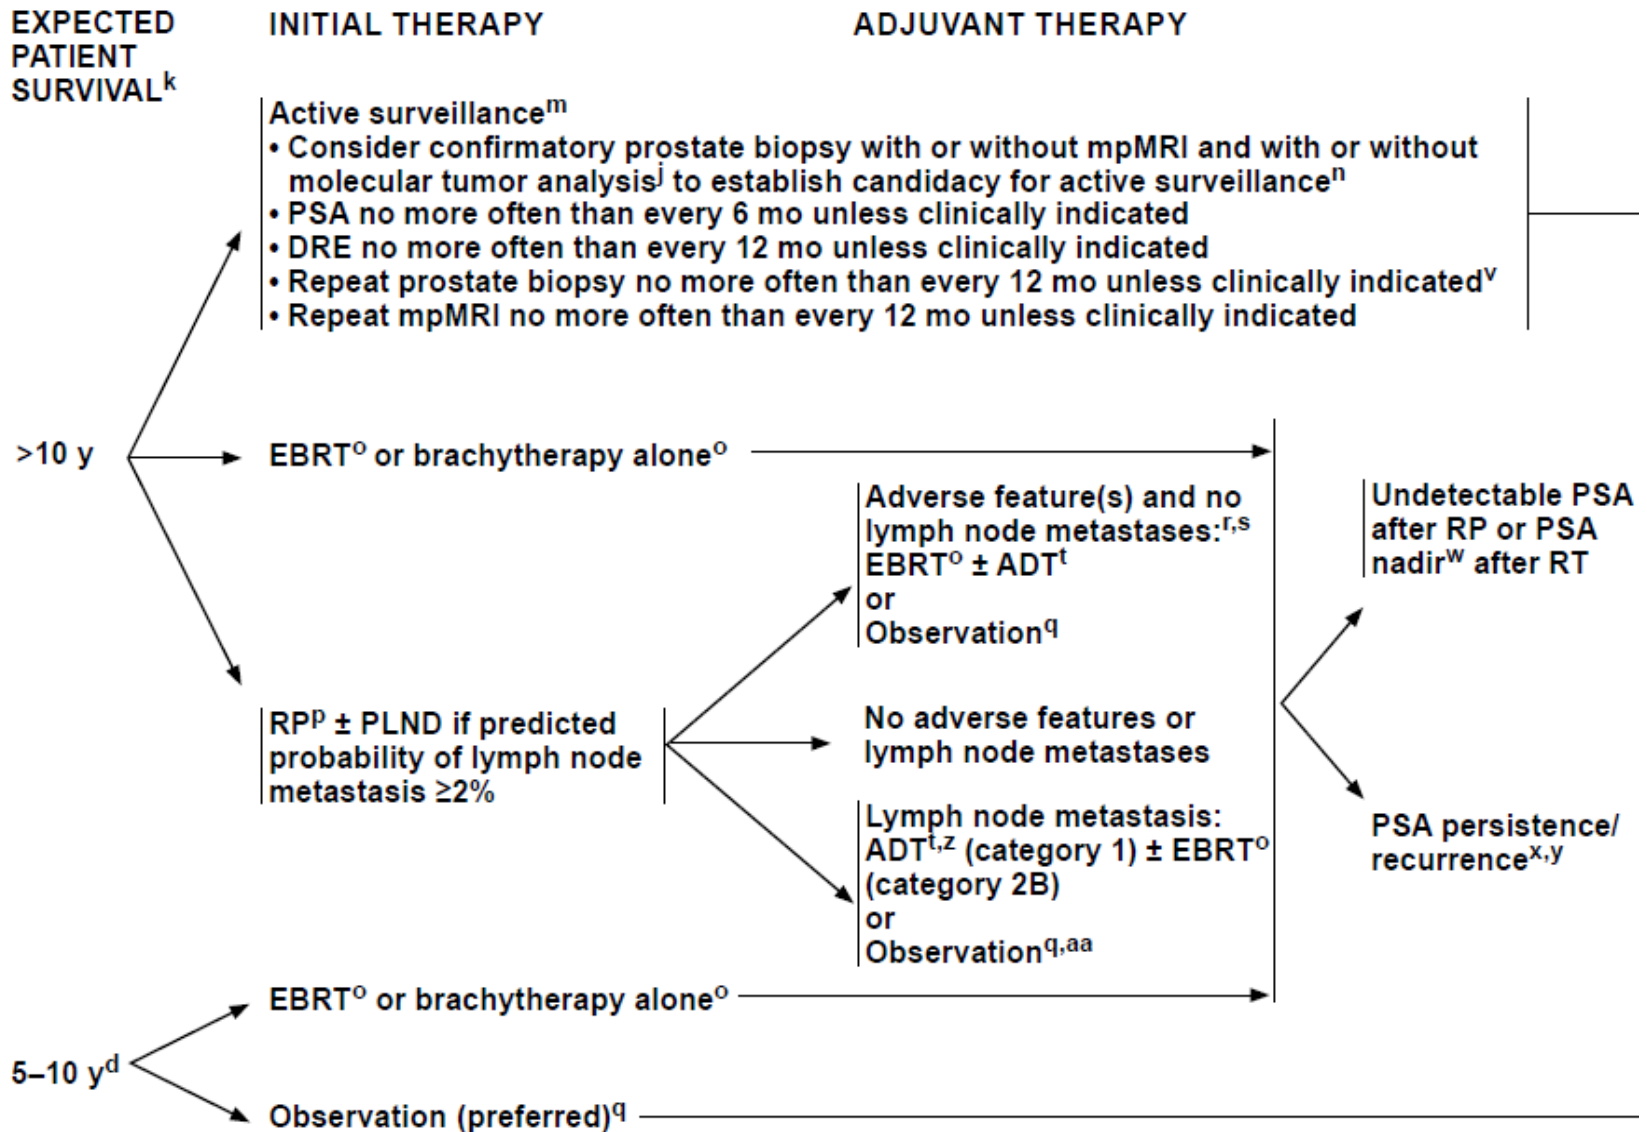 EXPECTED
PATIENT
SURVIVALk
INITIAL THERAPY
ADJUVANT THERAPY
Active surveillancem
• Consider confirmatory prostate biopsy with or without mpMRI and with or without
molecular tumor analysisj to establish candidacy for active surveillancen
• PSA no more often than every 6 mo unless clinically indicated
• DRE no more often than every 12 mo unless clinically indicated
• Repeat prostate biopsy no more often than every 12 mo unless clinically indicatedv
• Repeat mpMRI no more often than every 12 mo unless clinically indicated
>10 y
EBRTo or brachytherapy aloneo
RPp ± PLND if predicted
probability of lymph node
metastasis ≥2%
Adverse feature(s) and no
lymph node metastases:r,s
EBRTo ± ADTt
or
Observationq
No adverse features or
lymph node metastases
Lymph node metastasis:
ADTt,z (category 1) ± EBRTo
(category 2B)
or
Observationq,aa
Undetectable PSA
after RP or PSA
nadirw after RT
PSA persistence/
recurrencex,y
5–10 yd
EBRTo or brachytherapy aloneo
Observation (preferred)q